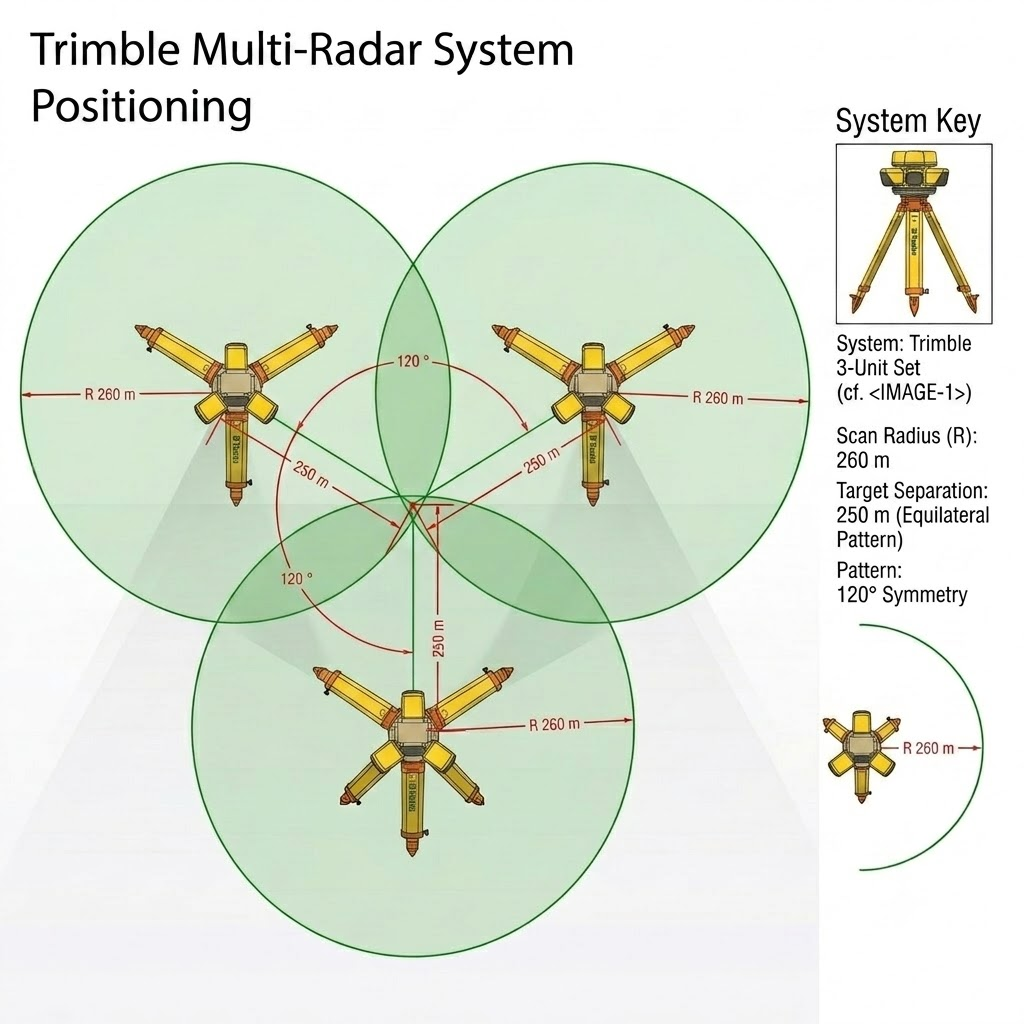 Trimble Multi-Radar System
Positioning
System Key
System: Trimble
3-Unit Set
(cf. <IMAGE-1>)
Scan Radius (R):
260 m
Target Separation:
250 m (Equilateral
Pattern)
Pattern:
120° Symmetry
120°
R 260 m
R 260 m
250 m
250 m
120°
250 m
R 260 m
R 260 m